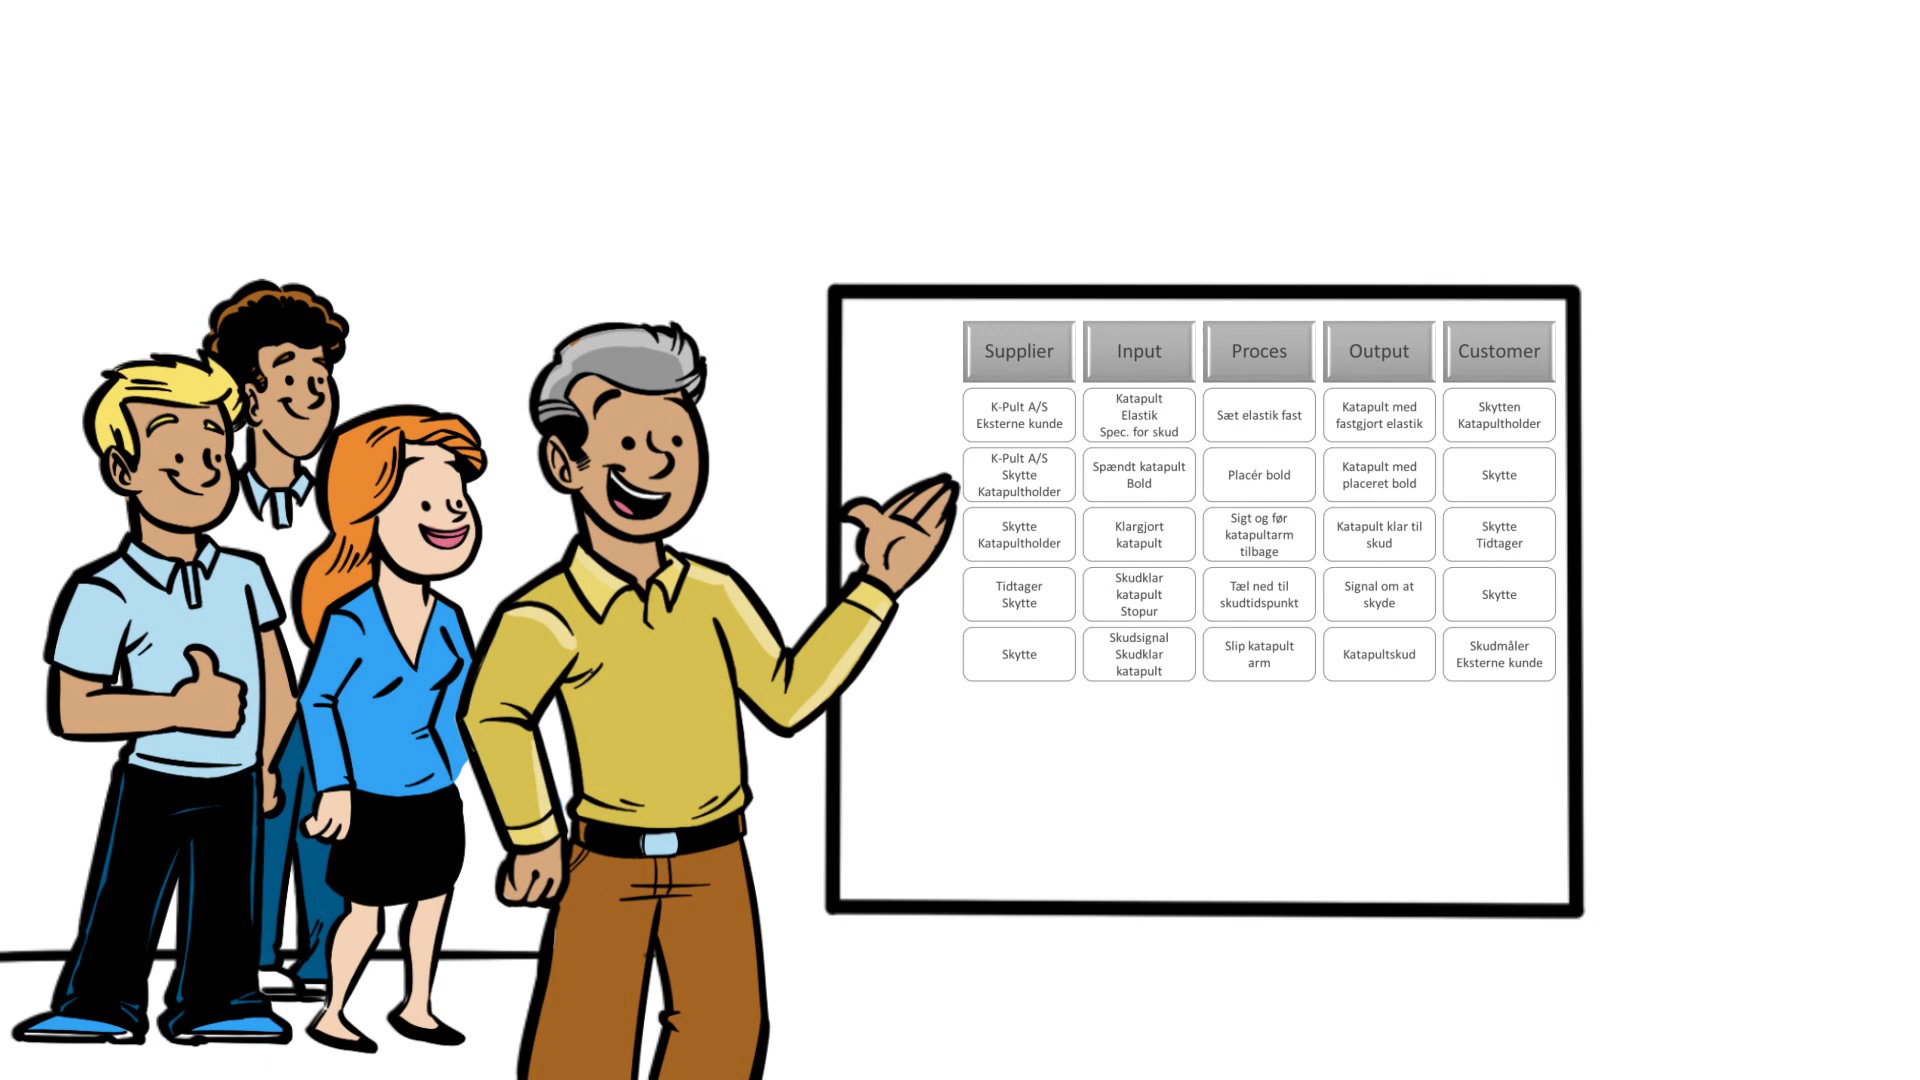 Supplier Input Proces Output Customer
K-Pult A/S
Eksterne kunde
Katapult
Elastik
Spec. for skud
Sæt elastik fast
Katapult med
fastgjort elastik
Skytten
Katapultholder
K-Pult A/S
Skytte
Katapultholder
Spændt katapult
Bold
Placér bold
Katapult med
placeret bold
Skytte
Skytte
Katapultholder
Klargjort
katapult
Sigt og før
katapultarm
tilbage
Katapult klar til
skud
Skytte
Tidtager
Tidtager
Skytte
Skudklar
katapult
Stopur
Tæl ned til
skudtidspunkt
Signal om at
skyde
Skytte
Skytte
Skudsignal
Skudklar
katapult
Slip katapult
arm
Katapultskud
Skudmåler
Eksterne kunde